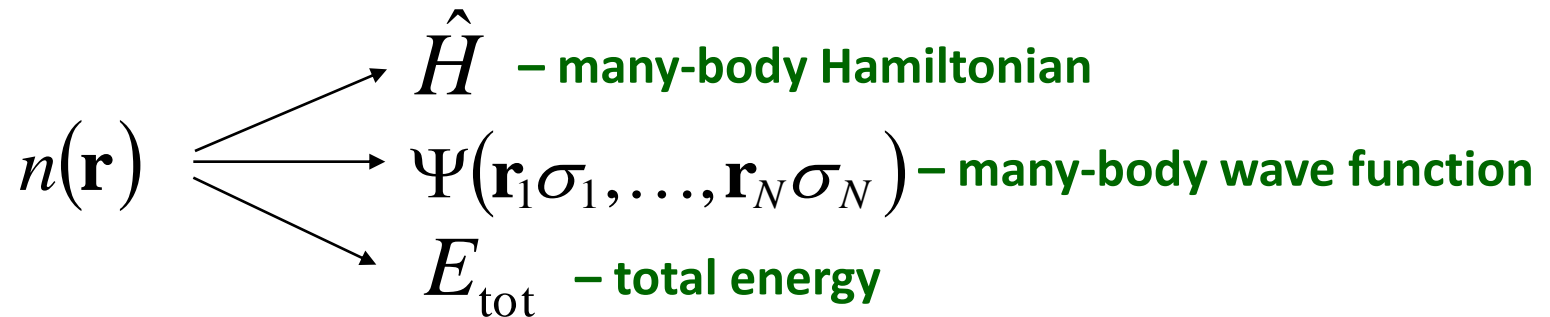 Ĥ – many-body Hamiltonian
n(r) Ψ(r₁σ₁,…,r_Nσ_N) – many-body wave function
E_tot – total energy